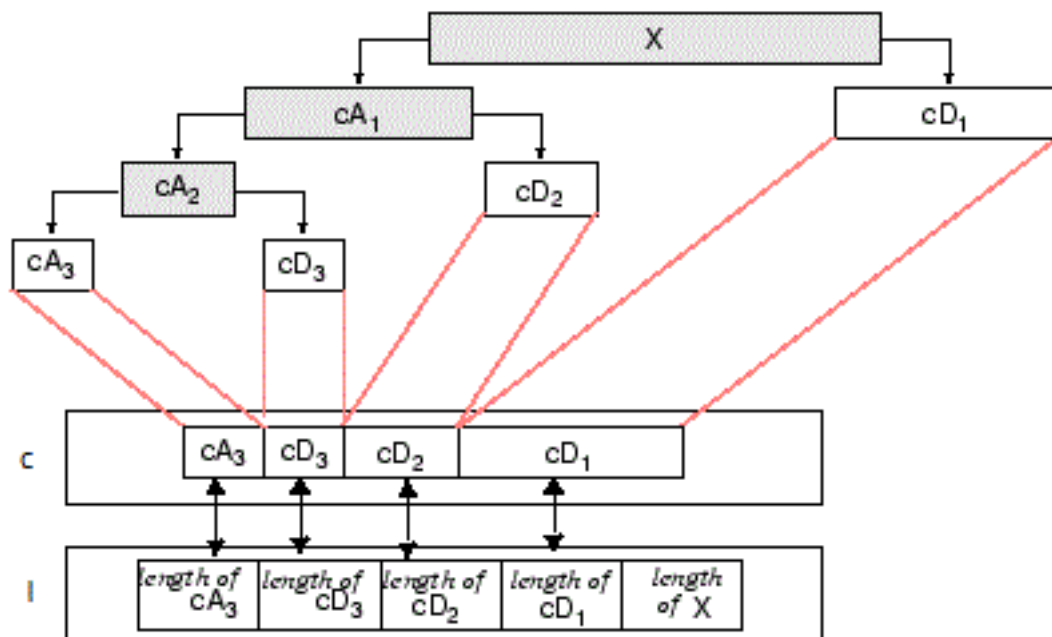 X
cA₁
cD₁
cA₂
cD₂
cA₃
cD₃
C
cA₃ cD₃ cD₂ cD₁
l
length of cA₃
length of cD₃
length of cD₂
length of cD₁
length of X